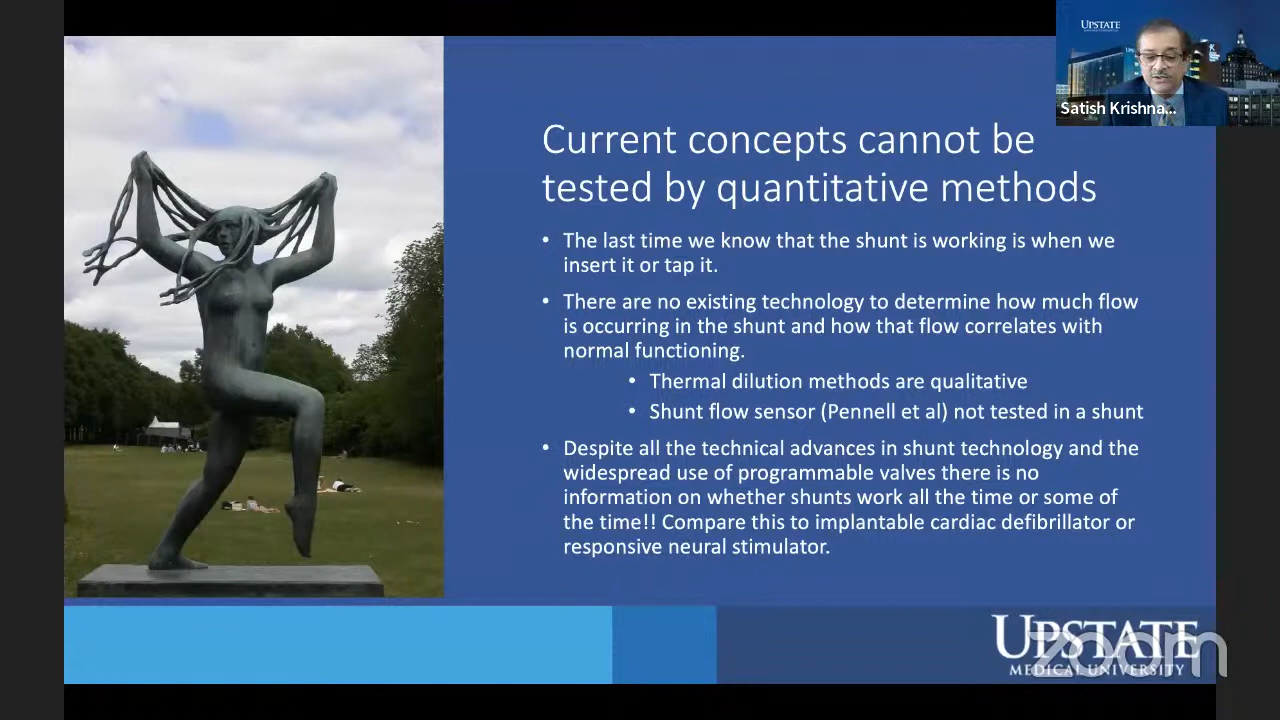 UPSTATE
Satish Krishna...
Current concepts cannot be
tested by quantitative methods
• The last time we know that the shunt is working is when we
insert it or tap it.
• There are no existing technology to determine how much flow
is occurring in the shunt and how that flow correlates with
normal functioning.
• Thermal dilution methods are qualitative
• Shunt flow sensor (Pennell et al) not tested in a shunt
• Despite all the technical advances in shunt technology and the
widespread use of programmable valves there is no
information on whether shunts work all the time or some of
the time!! Compare this to implantable cardiac defibrillator or
responsive neural stimulator.
UPSTATE
MEDICAL UNIVERSITY
zoom